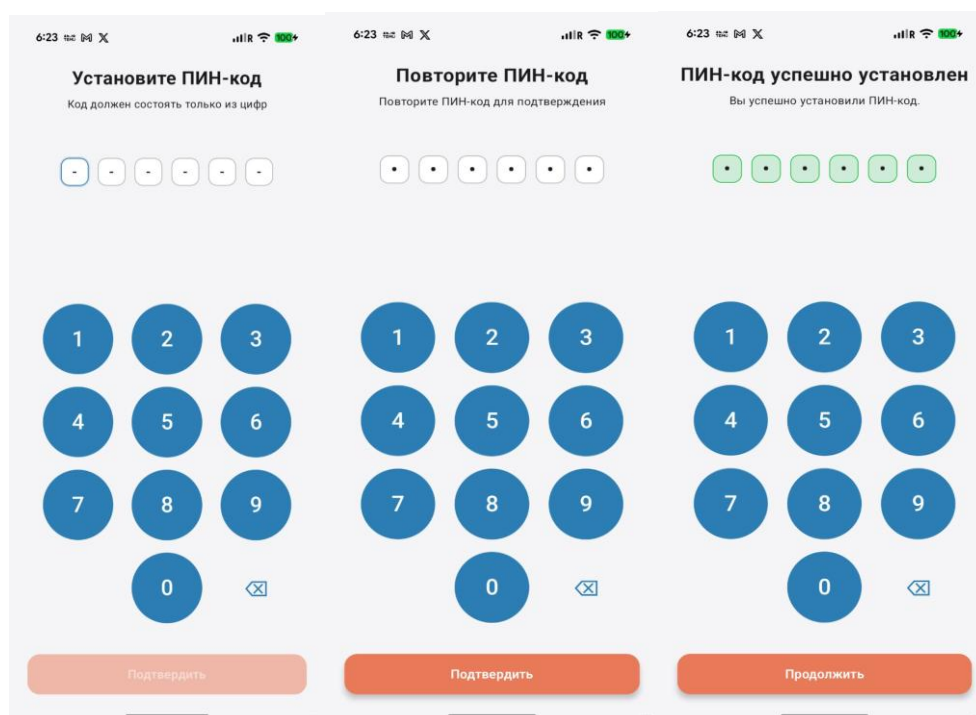 6:23
R 100+
Установите ПИН-код
Код должен состоять только из цифр
- - - - - -
1 2 3
4 5 6
7 8 9
0
Подтвердить
6:23
R 100+
Повторите ПИН-код
Повторите ПИН-код для подтверждения
1 2 3
4 5 6
7 8 9
0
Подтвердить
6:23
R 100+
ПИН-код успешно установлен
Вы успешно установили ПИН-код.
1 2 3
4 5 6
7 8 9
0
Продолжить